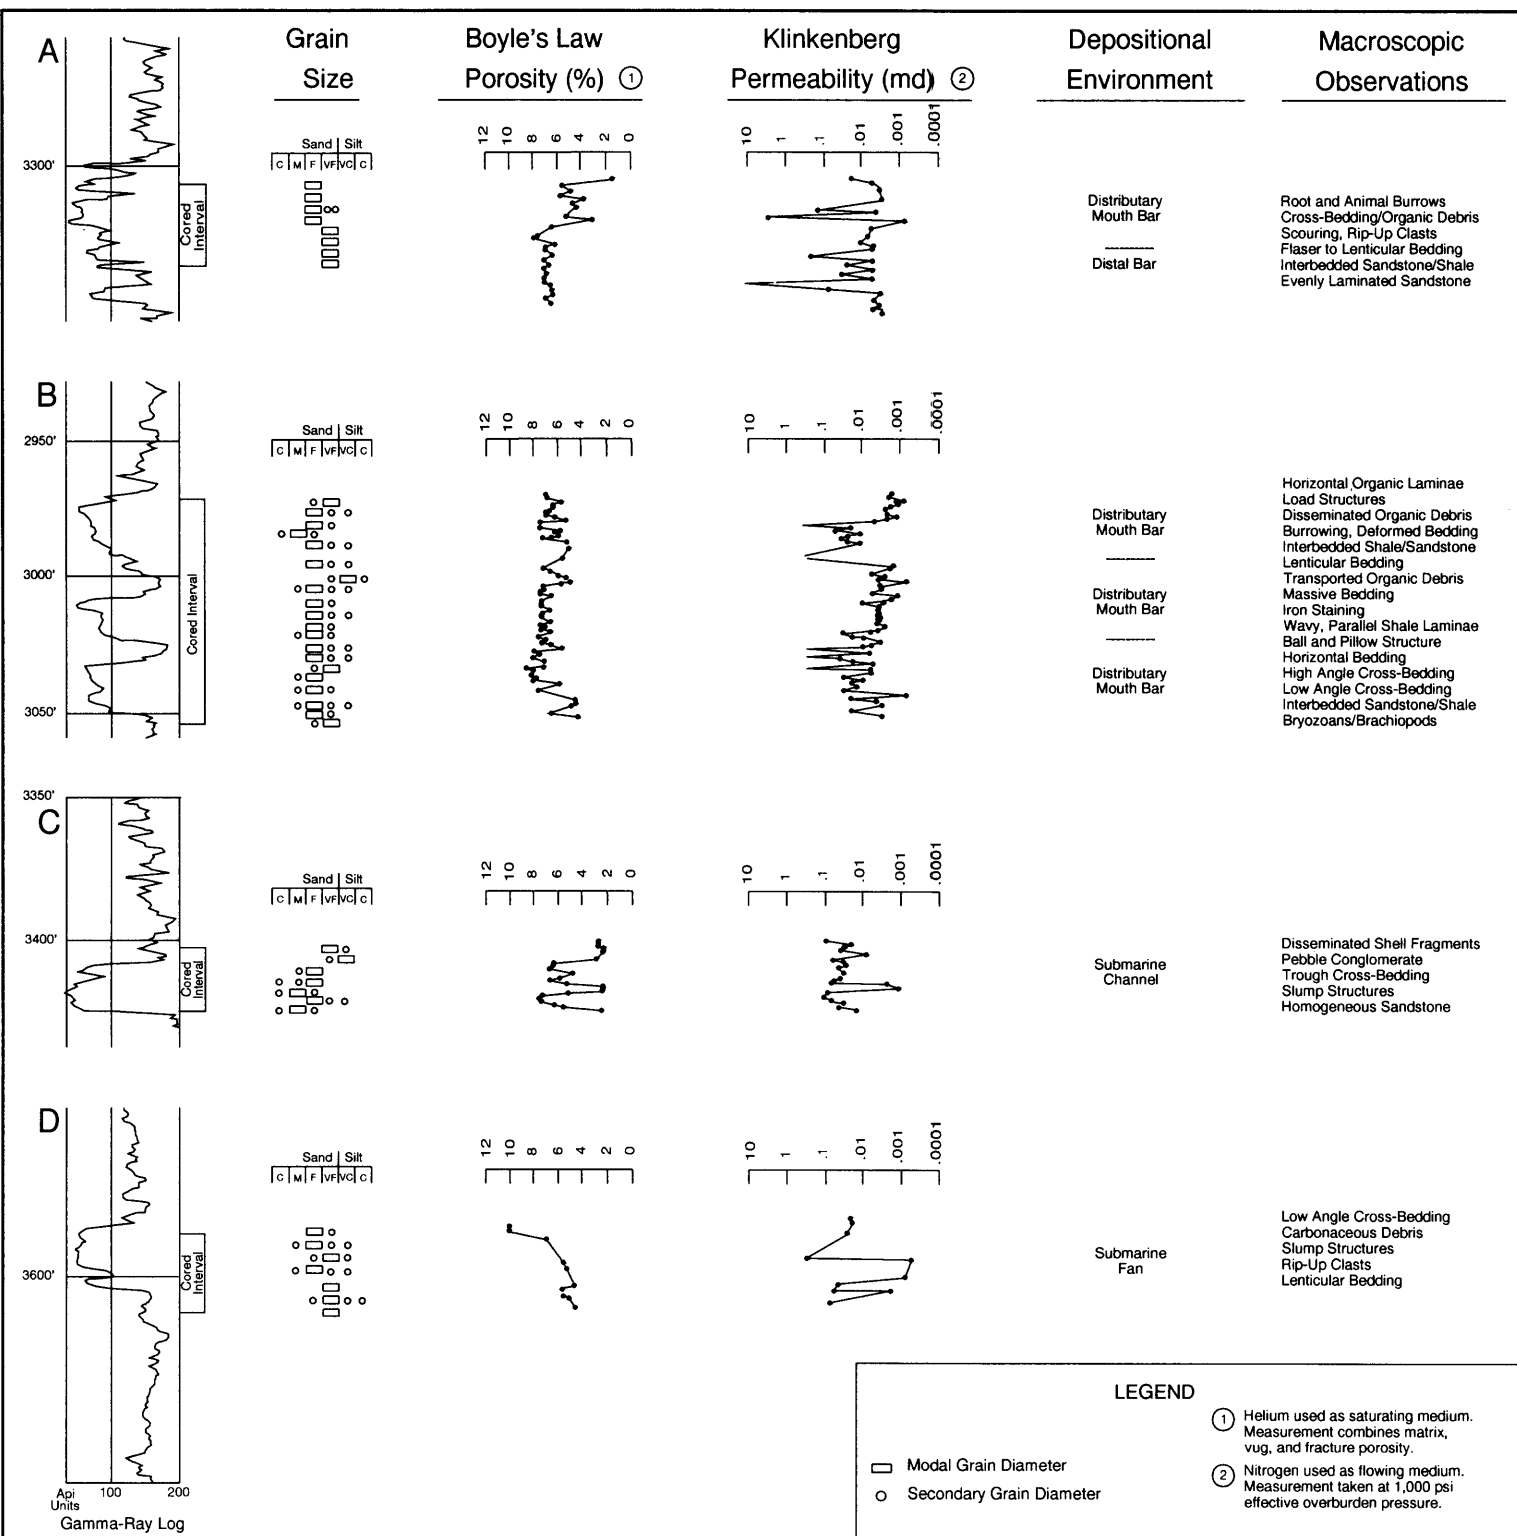 Grain Size
Boyle's Law Porosity (%) 1
Klinkenberg Permeability (md) 2
Depositional Environment
Macroscopic Observations
A
3300'
Cored Interval
Sand Silt
C M F VF VC C
12 10 8 6 4 2 0
10 1 .1 .01 .001 .0001
Distributary
Mouth Bar
Distal Bar
Root and Animal Burrows
Cross-Bedding/Organic Debris
Scouring, Rip-Up Clasts
Flaser to Lenticular Bedding
Interbedded Sandstone/Shale
Evenly Laminated Sandstone
B
2950'
3000'
3050'
Cored Interval
Sand Silt
C M F VF VC C
12 10 8 6 4 2 0
10 1 .1 .01 .001 .0001
Distributary
Mouth Bar
Distributary
Mouth Bar
Distributary
Mouth Bar
Horizontal Organic Laminae
Load Structures
Disseminated Organic Debris
Burrowing, Deformed Bedding
Interbedded Shale/Sandstone
Lenticular Bedding
Transported Organic Debris
Massive Bedding
Iron Staining
Wavy, Parallel Shale Laminae
Ball and Pillow Structure
Horizontal Bedding
High Angle Cross-Bedding
Low Angle Cross-Bedding
Interbedded Sandstone/Shale
Bryozoans/Brachiopods
3350'
C
3400'
Cored Interval
Sand Silt
C M F VF VC C
12 10 8 6 4 2 0
10 1 .1 .01 .001 .0001
Submarine
Channel
Disseminated Shell Fragments
Pebble Conglomerate
Trough Cross-Bedding
Slump Structures
Homogeneous Sandstone
D
3600'
Cored Interval
Sand Silt
C M F VF VC C
12 10 8 6 4 2 0
10 1 .1 .01 .001 .0001
Submarine
Fan
Low Angle Cross-Bedding
Carbonaceous Debris
Slump Structures
Rip-Up Clasts
Lenticular Bedding
Api Units 100 200
Gamma-Ray Log
LEGEND
Modal Grain Diameter
Secondary Grain Diameter
1 Helium used as saturating medium.
Measurement combines matrix,
vug, and fracture porosity.
2 Nitrogen used as flowing medium.
Measurement taken at 1,000 psi
effective overburden pressure.